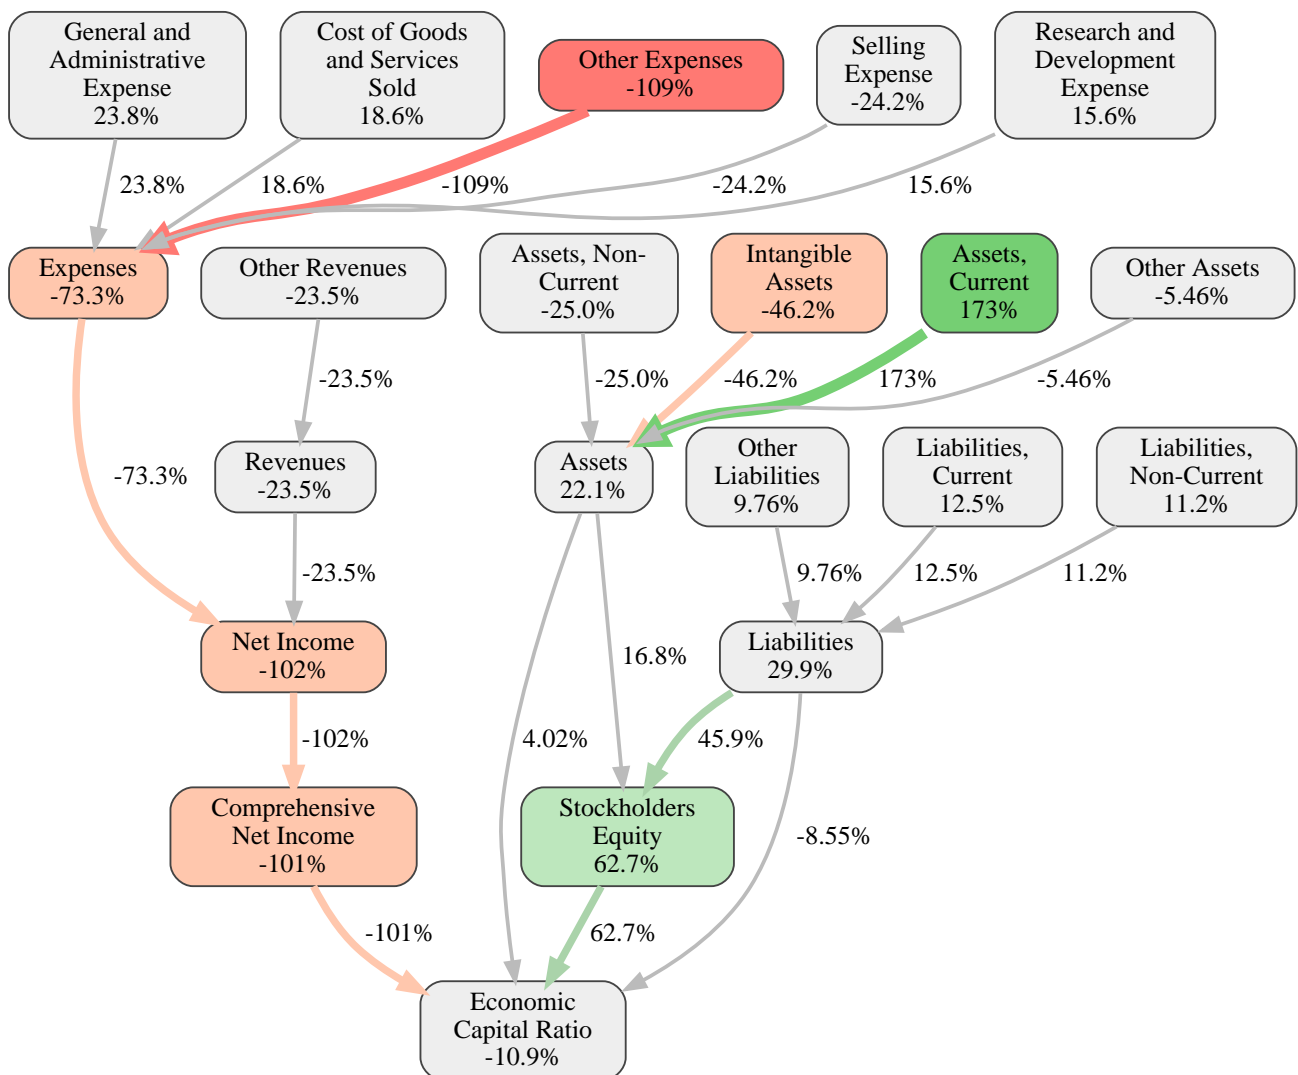 General and
Administrative
Expense
23.8%
Cost of Goods
and Services
Sold
18.6%
Other Expenses
-109%
Selling
Expense
-24.2%
Research and
Development
Expense
15.6%
23.8%
18.6%
-109%
-24.2%
15.6%
Expenses
-73.3%
Other Revenues
-23.5%
Assets, Non-
Current
-25.0%
Intangible
Assets
-46.2%
Assets,
Current
173%
Other Assets
-5.46%
-23.5%
-25.0%
-46.2%
173%
-5.46%
-73.3%
Revenues
-23.5%
Assets
22.1%
Other
Liabilities
9.76%
Liabilities,
Current
12.5%
Liabilities,
Non-Current
11.2%
-23.5%
9.76%
12.5%
11.2%
Net Income
-102%
16.8%
Liabilities
29.9%
-102%
4.02%
45.9%
Comprehensive
Net Income
-101%
Stockholders
Equity
62.7%
-8.55%
-101%
62.7%
Economic
Capital Ratio
-10.9%